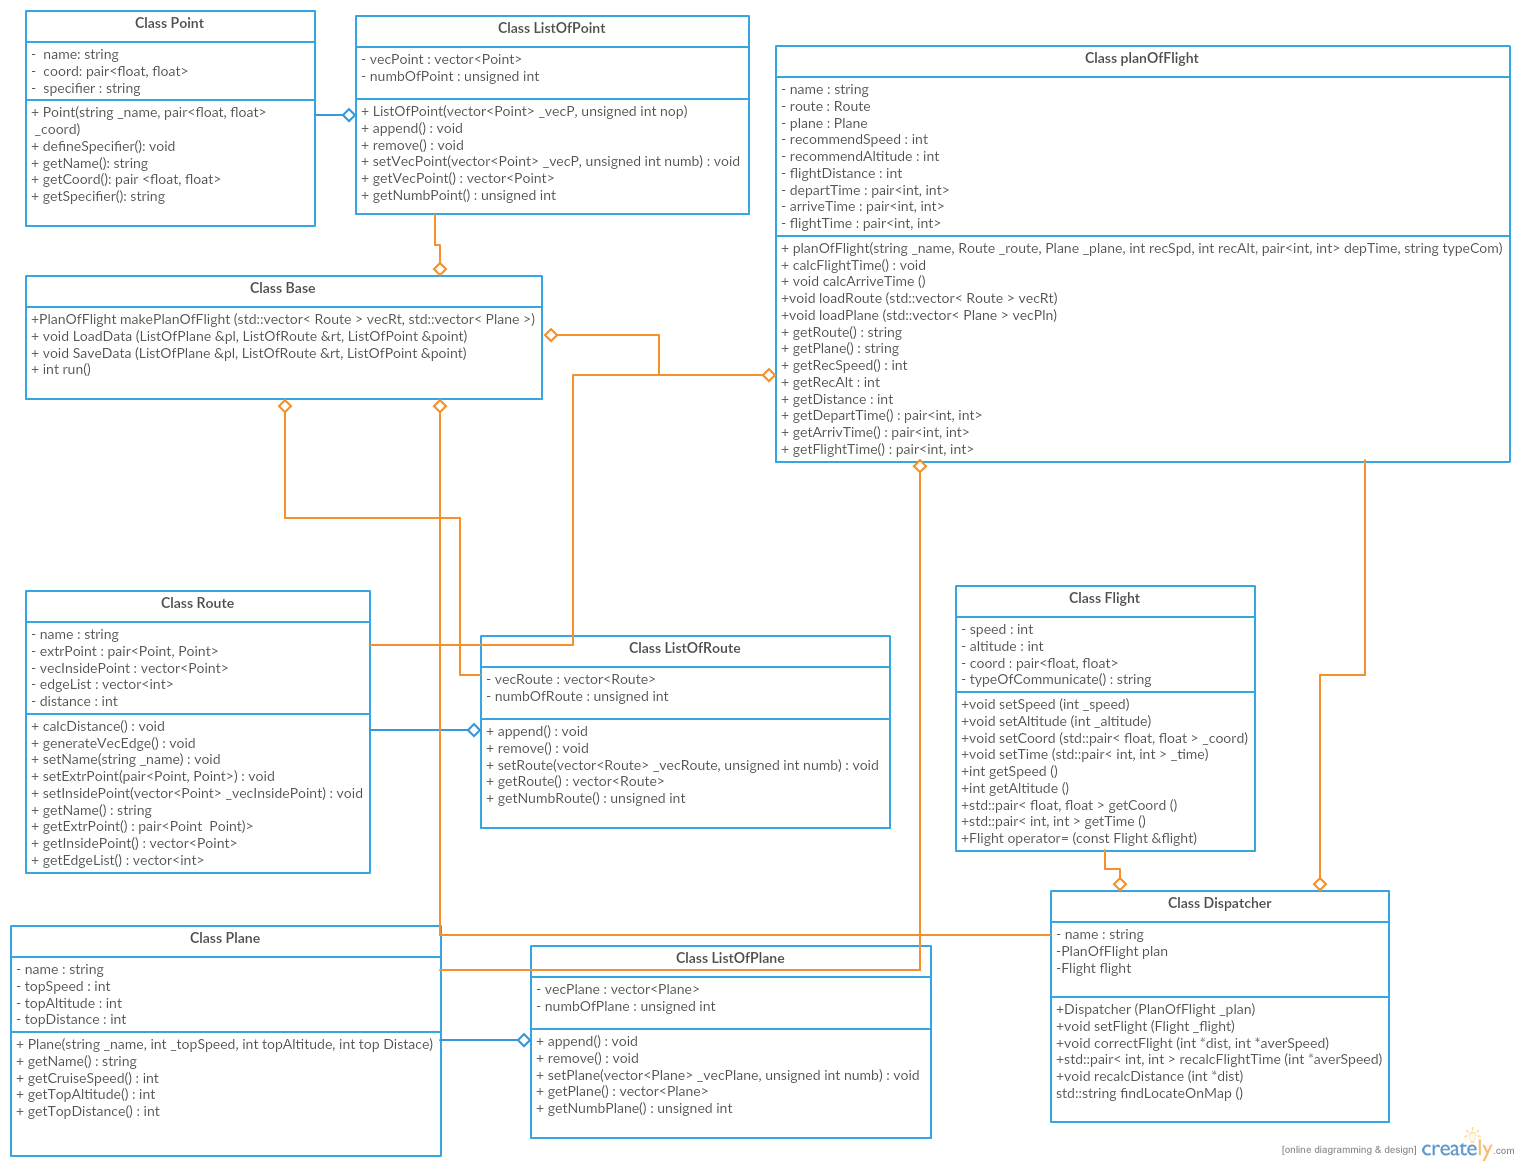 Class Point
-  name: string
-  coord: pair<float, float>
-  specifier : string
+ Point(string _name, pair<float, float>
_coord)
+ defineSpecifier(): void
+ getName(): string
+ getCoord(): pair <float, float>
+ getSpecifier(): string
Class ListOfPoint
- vecPoint : vector<Point>
- numbOfPoint : unsigned int
+ ListOfPoint(vector<Point> _vecP, unsigned int nop)
+ append() : void
+ remove() : void
+ setVecPoint(vector<Point> _vecP, unsigned int numb) : void
+ getVecPoint() : vector<Point>
+ getNumbPoint() : unsigned int
Class planOfFlight
- name : string
- route : Route
- plane : Plane
- recommendSpeed : int
- recommendAltitude : int
- flightDistance : int
- departTime : pair<int, int>
- arriveTime : pair<int, int>
- flightTime : pair<int, int>
+ planOfFlight(string _name, Route _route, Plane _plane, int recSpd, int recAlt, pair<int, int> depTime, string typeCom)
+ calcFlightTime() : void
+ void calcArriveTime ()
+void loadRoute (std::vector< Route > vecRt)
+void loadPlane (std::vector< Plane > vecPln)
+ getRoute() : string
+ getPlane() : string
+ getRecSpeed() : int
+ getRecAlt : int
+ getDistance : int
+ getDepartTime() : pair<int, int>
+ getArrivTime() : pair<int, int>
+ getFlightTime() : pair<int, int>
Class Base
+PlanOfFlight makePlanOfFlight (std::vector< Route > vecRt, std::vector< Plane >)
+ void LoadData (ListOfPlane &pl, ListOfRoute &rt, ListOfPoint &point)
+ void SaveData (ListOfPlane &pl, ListOfRoute &rt, ListOfPoint &point)
+ int run()
Class Route
- name : string
- extrPoint : pair<Point, Point>
- vecInsidePoint : vector<Point>
- edgeList : vector<int>
- distance : int
+ calcDistance() : void
+ generateVecEdge() : void
+ setName(string _name) : void
+ setExtrPoint(pair<Point, Point>) : void
+ setInsidePoint(vector<Point> _vecInsidePoint) : void
+ getName() : string
+ getExtrPoint() : pair<Point  Point)>
+ getInsidePoint() : vector<Point>
+ getEdgeList() : vector<int>
Class ListOfRoute
- vecRoute : vector<Route>
- numbOfRoute : unsigned int
+ append() : void
+ remove() : void
+ setRoute(vector<Route> _vecRoute, unsigned int numb) : void
+ getRoute() : vector<Route>
+ getNumbRoute() : unsigned int
Class Flight
- speed : int
- altitude : int
- coord : pair<float, float>
- typeOfCommunicate() : string
+void setSpeed (int _speed)
+void setAltitude (int _altitude)
+void setCoord (std::pair< float, float > _coord)
+void setTime (std::pair< int, int > _time)
+int getSpeed ()
+int getAltitude ()
+std::pair< float, float > getCoord ()
+std::pair< int, int > getTime ()
+Flight operator= (const Flight &flight)
Class Plane
- name : string
- topSpeed : int
- topAltitude : int
- topDistance : int
+ Plane(string _name, int _topSpeed, int topAltitude, int top Distace)
+ getName() : string
+ getCruiseSpeed() : int
+ getTopAltitude() : int
+ getTopDistance() : int
Class ListOfPlane
- vecPlane : vector<Plane>
- numbOfPlane : unsigned int
+ append() : void
+ remove() : void
+ setPlane(vector<Plane> _vecPlane, unsigned int numb) : void
+ getPlane() : vector<Plane>
+ getNumbPlane() : unsigned int
Class Dispatcher
- name : string
-PlanOfFlight plan
-Flight flight
+Dispatcher (PlanOfFlight _plan)
+void setFlight (Flight _flight)
+void correctFlight (int *dist, int *averSpeed)
+std::pair< int, int > recalcFlightTime (int *averSpeed)
+void recalcDistance (int *dist)
std::string findLocateOnMap ()
[online diagramming & design] creately.com